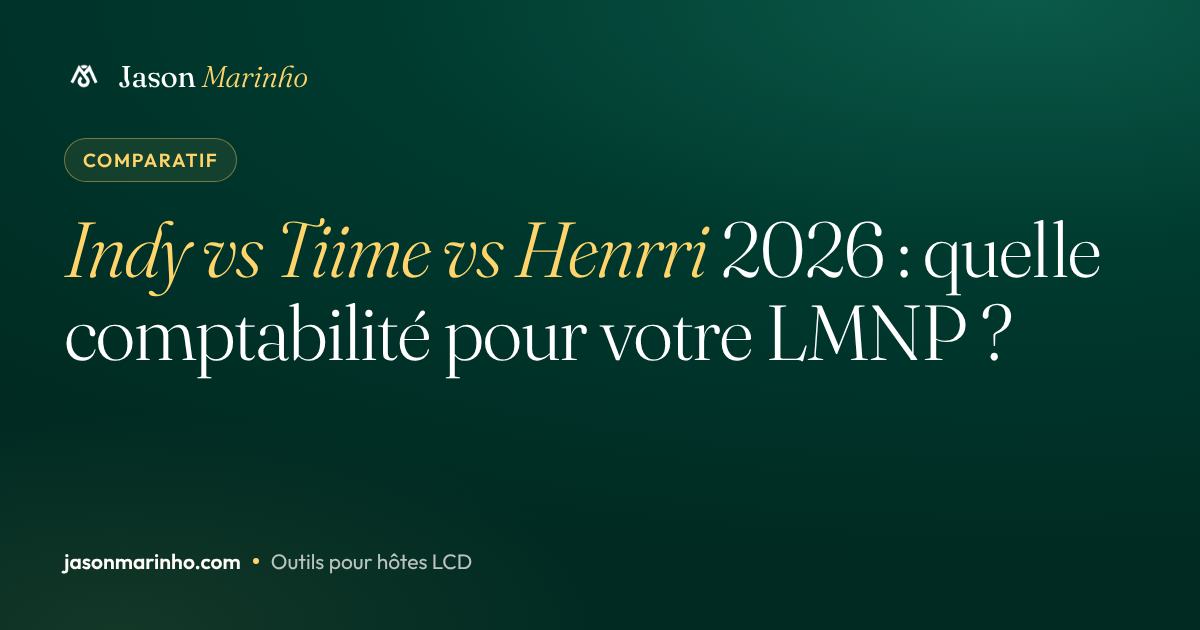 Jason Marinho
COMPARATIF
Indy vs Tiime vs Henrri 2026 : quelle
comptabilité pour votre LMNP ?
jasonmarinho.com • Outils pour hôtes LCD